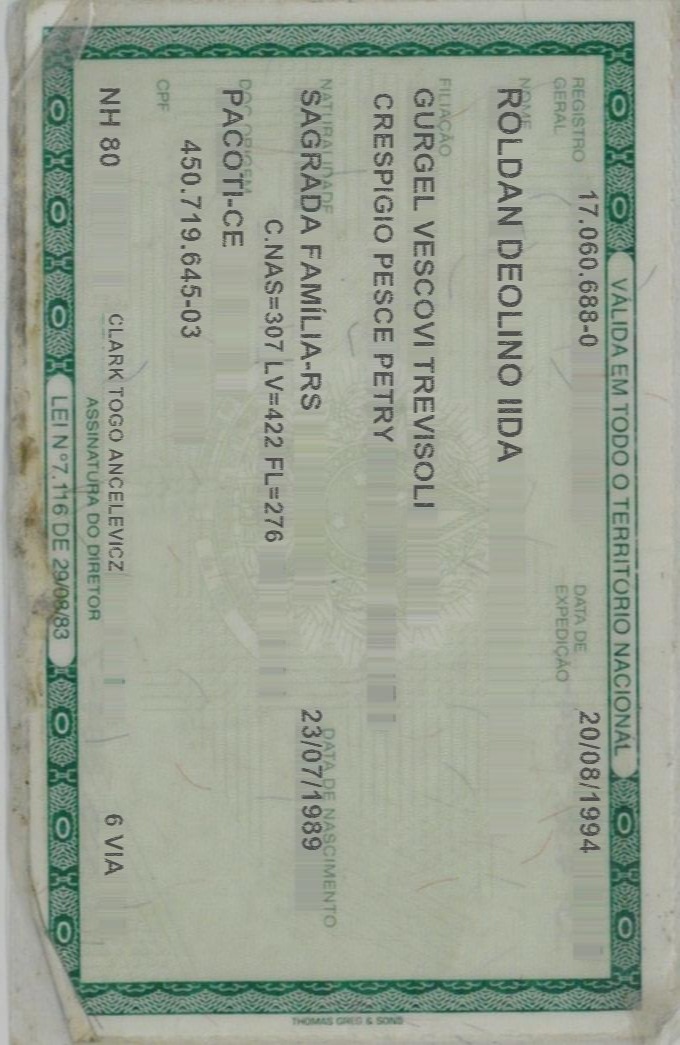 VÁLIDA EM TODO O TERRITÓRIO NACIONAL
REGISTRO GERAL 17.060.688-0 DATA DE EXPEDIÇÃO 20/08/1994
NOME
ROLDAN DEOLINO IIDA
FILIAÇÃO
GURGEL VESCOVI TREVISOLI
CRESPIGIO PESCE PETRY
NATURALIDADE DATA DE NASCIMENTO
SAGRADA FAMÍLIA-RS 23/07/1989
C.NAS=307 LV=422 FL=276
DOC ORIGEM
PACOTI-CE
450.719.645-03
CPF
NH 80 CLARK TOGO ANCELEVICZ 6 VIA
ASSINATURA DO DIRETOR
LEI Nº 7.116 DE 29/08/83
THOMAS GREG & SONS